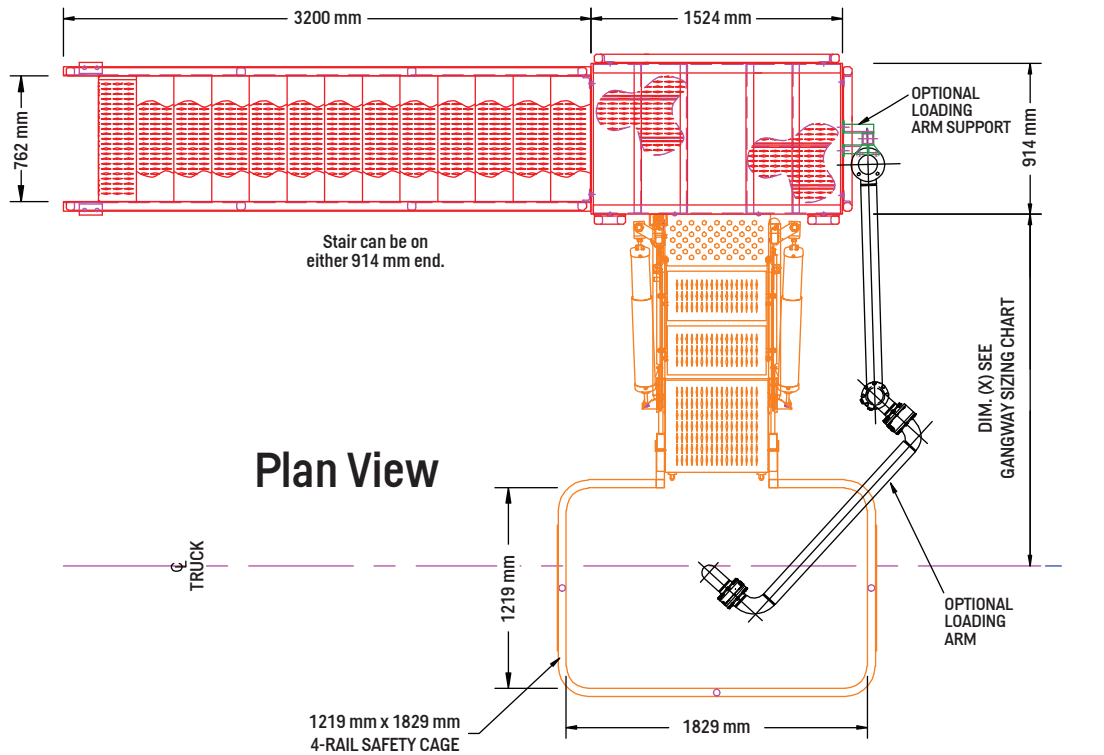 3200 mm
1524 mm
762 mm
OPTIONAL
LOADING
ARM SUPPORT
914 mm
Stair can be on
either 914 mm end.
DIM. (X) SEE
GANGWAY SIZING CHART
Plan View
CL
TRUCK
1219 mm
OPTIONAL
LOADING
ARM
1219 mm x 1829 mm
4-RAIL SAFETY CAGE
1829 mm